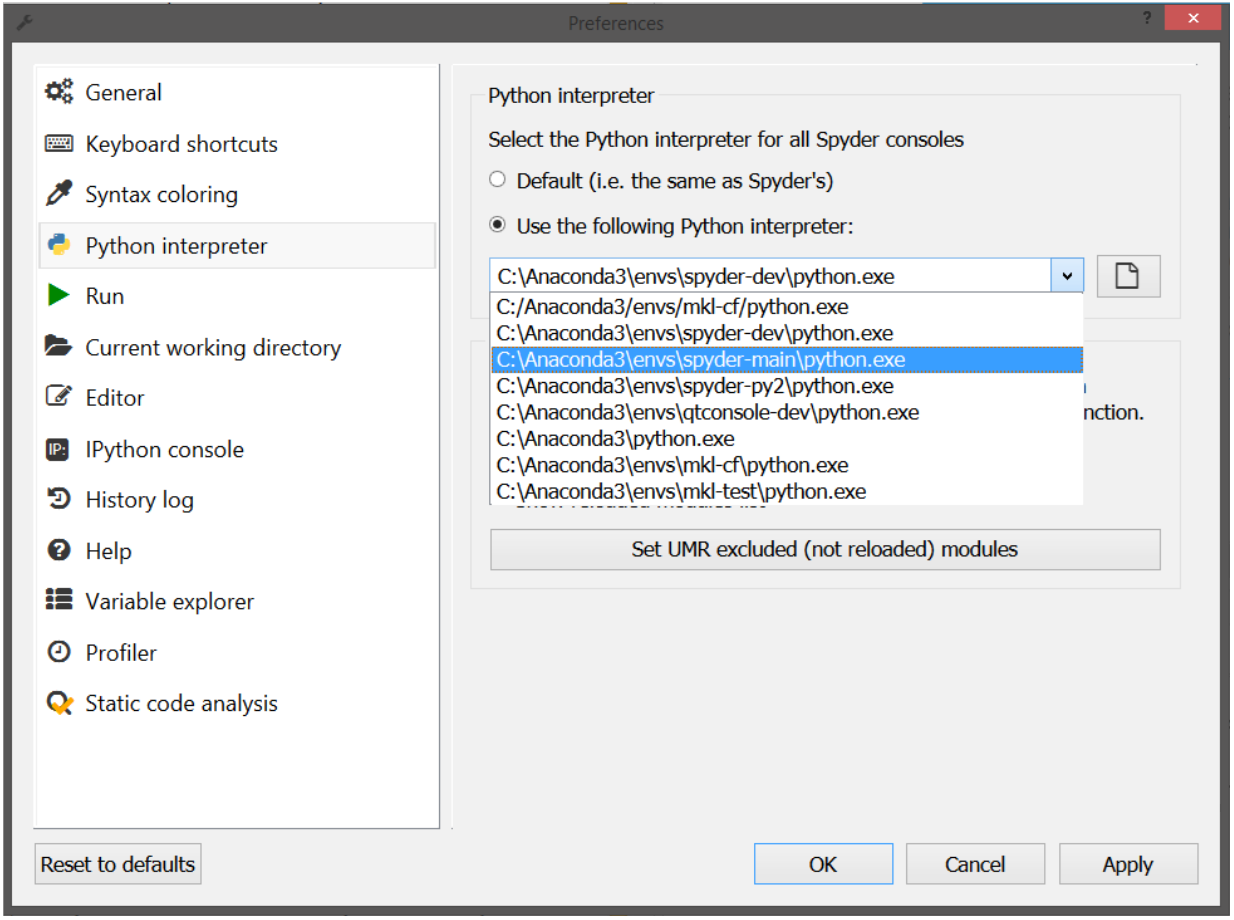 Preferences
?
General
Keyboard shortcuts
Syntax coloring
Python interpreter
Run
Current working directory
Editor
IP:
IPython console
History log
Help
Variable explorer
Profiler
Static code analysis
Python interpreter
Select the Python interpreter for all Spyder consoles
Default (i.e. the same as Spyder's)
Use the following Python interpreter:
C:\Anaconda3\envs\spyder-dev\python.exe
C:/Anaconda3/envs/mkl-cf/python.exe
C:\Anaconda3\envs\spyder-dev\python.exe
C:\Anaconda3\envs\spyder-main\python.exe
C:\Anaconda3\envs\spyder-py2\python.exe
C:\Anaconda3\envs\qtconsole-dev\python.exe
nction.
C:\Anaconda3\python.exe
C:\Anaconda3\envs\mkl-cf\python.exe
C:\Anaconda3\envs\mkl-test\python.exe
Set UMR excluded (not reloaded) modules
Reset to defaults
OK
Cancel
Apply